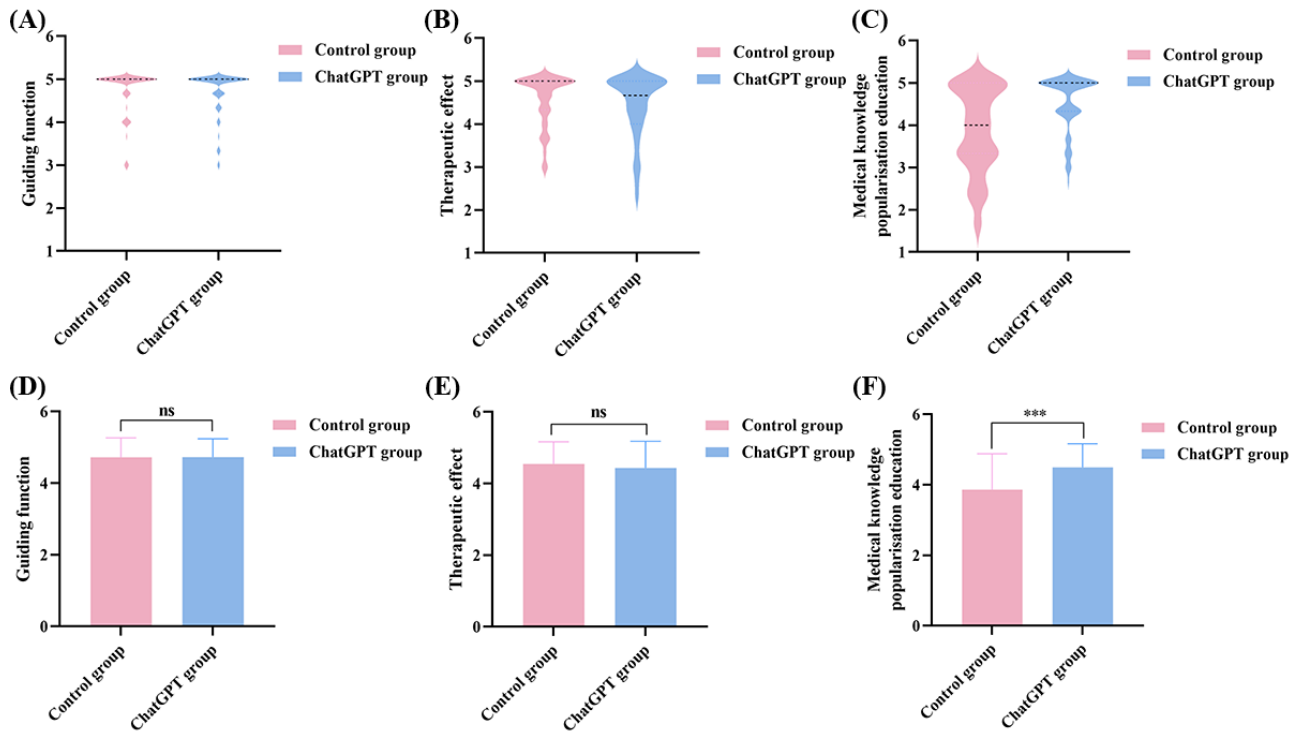 (A)
Guiding function
6
5
4
3
2
1
Control group
ChatGPT group
Control group
ChatGPT group
(B)
Therapeutic effect
6
5
4
3
2
1
Control group
ChatGPT group
Control group
ChatGPT group
(C)
Medical knowledge
popularisation education
6
5
4
3
2
1
Control group
ChatGPT group
Control group
ChatGPT group
(D)
Guiding function
6
4
2
0
ns
Control group
ChatGPT group
Control group
ChatGPT group
(E)
Therapeutic effect
6
4
2
0
ns
Control group
ChatGPT group
Control group
ChatGPT group
(F)
Medical knowledge
popularisation education
6
4
2
0
***
Control group
ChatGPT group
Control group
ChatGPT group